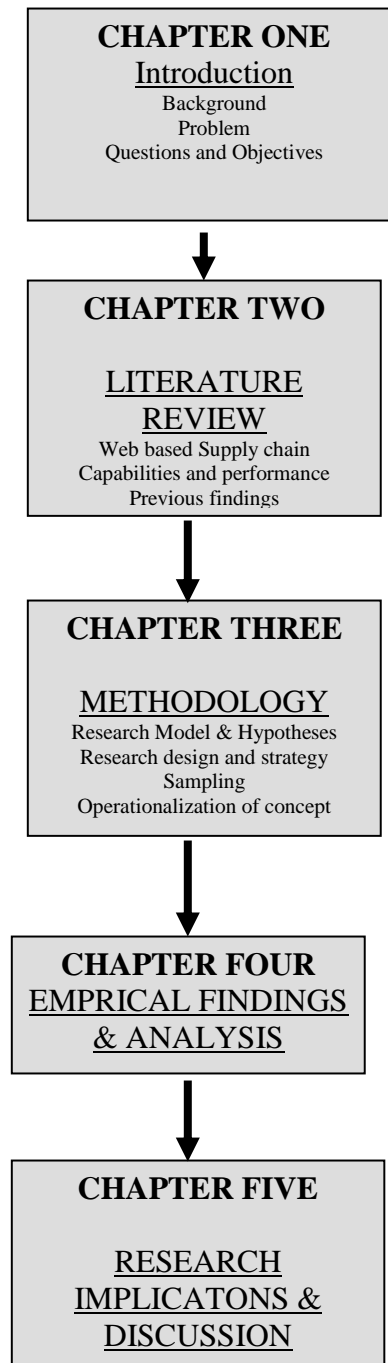 CHAPTER ONE
Introduction
Background
Problem
Questions and Objectives
CHAPTER TWO
LITERATURE
REVIEW
Web based Supply chain
Capabilities and performance
Previous findings
CHAPTER THREE
METHODOLOGY
Research Model & Hypotheses
Research design and strategy
Sampling
Operationalization of concept
CHAPTER FOUR
EMPRICAL FINDINGS
& ANALYSIS
CHAPTER FIVE
RESEARCH
IMPLICATONS &
DISCUSSION